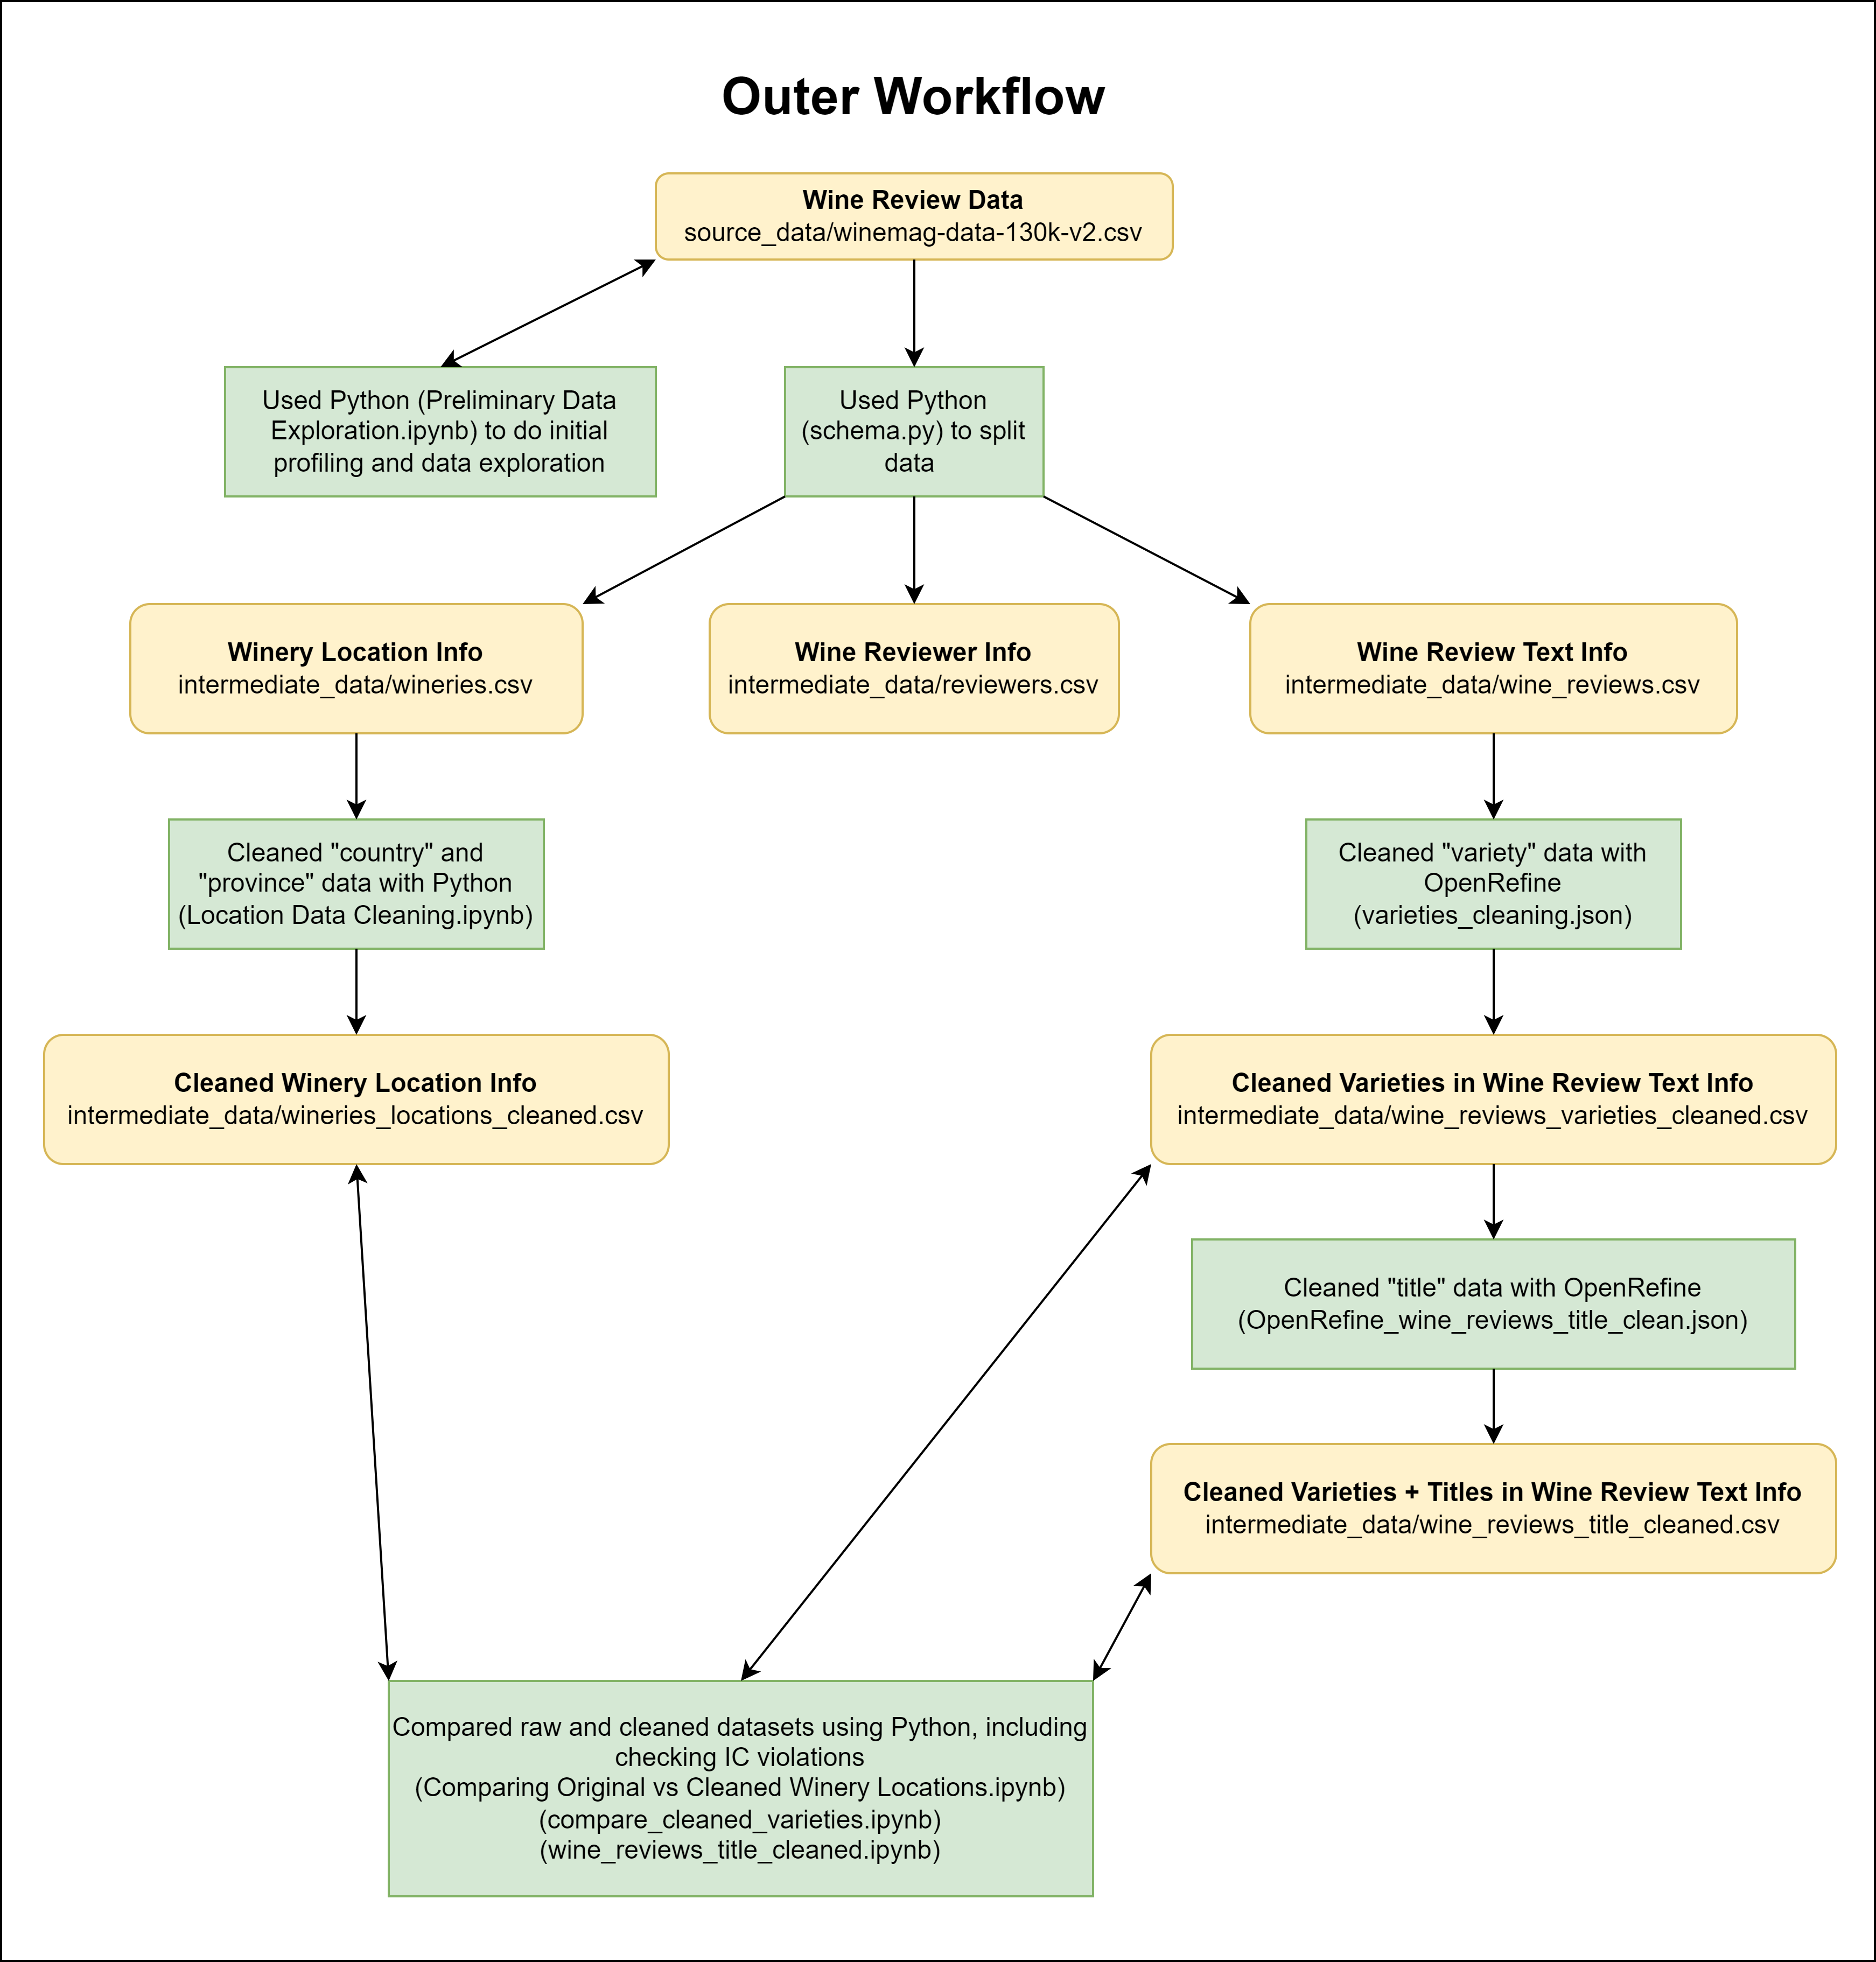 Outer Workflow
Wine Review Data
source_data/winemag-data-130k-v2.csv
Used Python (Preliminary Data
Exploration.ipynb) to do initial
profiling and data exploration
Used Python
(schema.py) to split
data
Winery Location Info
intermediate_data/wineries.csv
Wine Reviewer Info
intermediate_data/reviewers.csv
Wine Review Text Info
intermediate_data/wine_reviews.csv
Cleaned "country" and
"province" data with Python
(Location Data Cleaning.ipynb)
Cleaned "variety" data with
OpenRefine
(varieties_cleaning.json)
Cleaned Winery Location Info
intermediate_data/wineries_locations_cleaned.csv
Cleaned Varieties in Wine Review Text Info
intermediate_data/wine_reviews_varieties_cleaned.csv
Cleaned "title" data with OpenRefine
(OpenRefine_wine_reviews_title_clean.json)
Cleaned Varieties + Titles in Wine Review Text Info
intermediate_data/wine_reviews_title_cleaned.csv
Compared raw and cleaned datasets using Python, including
checking IC violations
(Comparing Original vs Cleaned Winery Locations.ipynb)
(compare_cleaned_varieties.ipynb)
(wine_reviews_title_cleaned.ipynb)